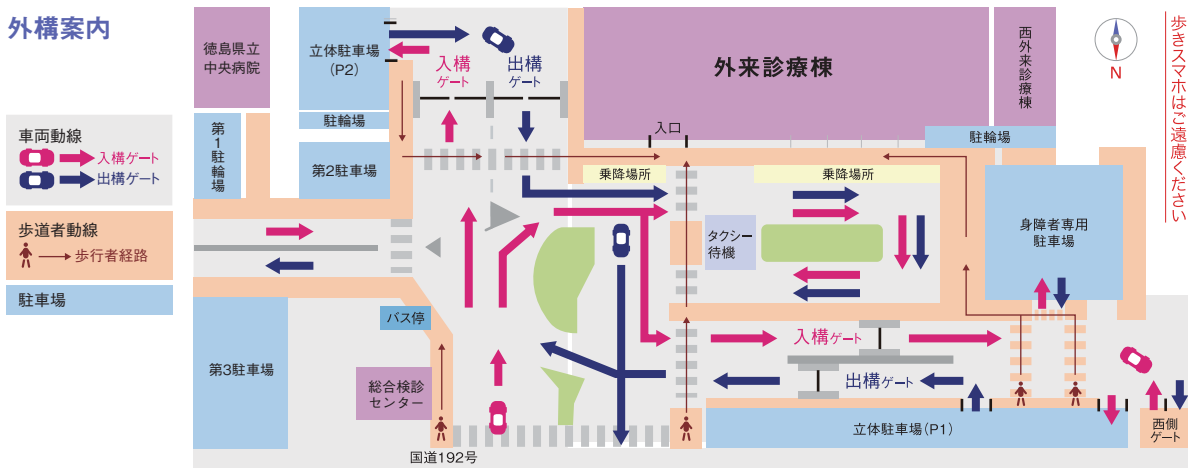 外構案内
車両動線
入構ゲート
出構ゲート
歩道者動線
歩行者経路
駐車場
徳島県立
中央病院
立体駐車場
(P2)
入構
ゲート
出構
ゲート
外来診療棟
西外来診療棟
N
歩きスマホはご遠慮ください
第1駐輪場
駐輪場
第2駐車場
入口
駐輪場
乗降場所
乗降場所
タクシー
待機
身障者専用
駐車場
バス停
第3駐車場
総合検診
センター
入構ゲート
出構ゲート
立体駐車場(P1)
西側
ゲート
国道192号